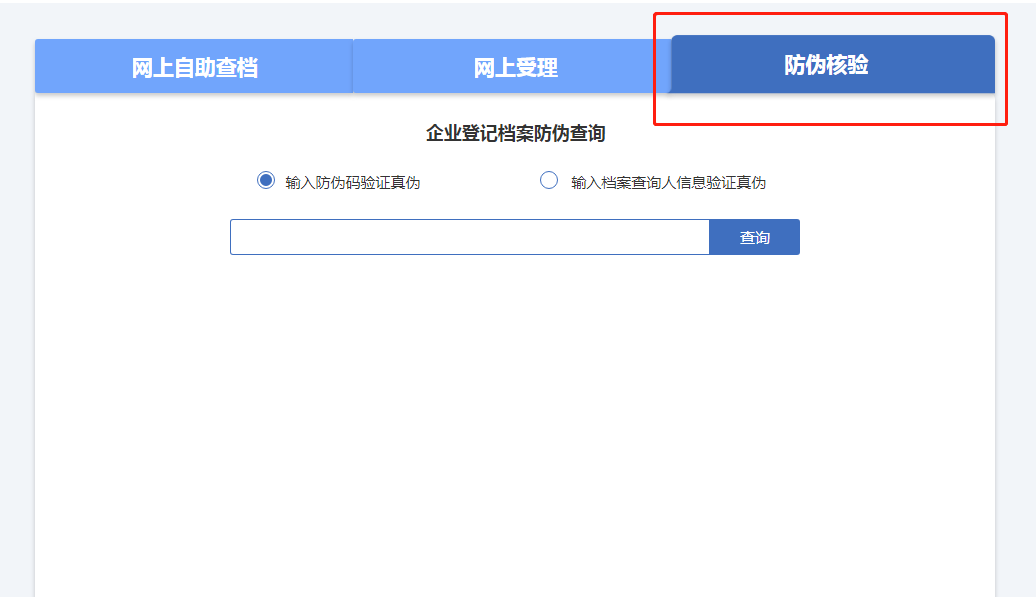 网上自助查档
网上受理
防伪核验
企业登记档案防伪查询
输入防伪码验证真伪
输入档案查询人信息验证真伪
查询